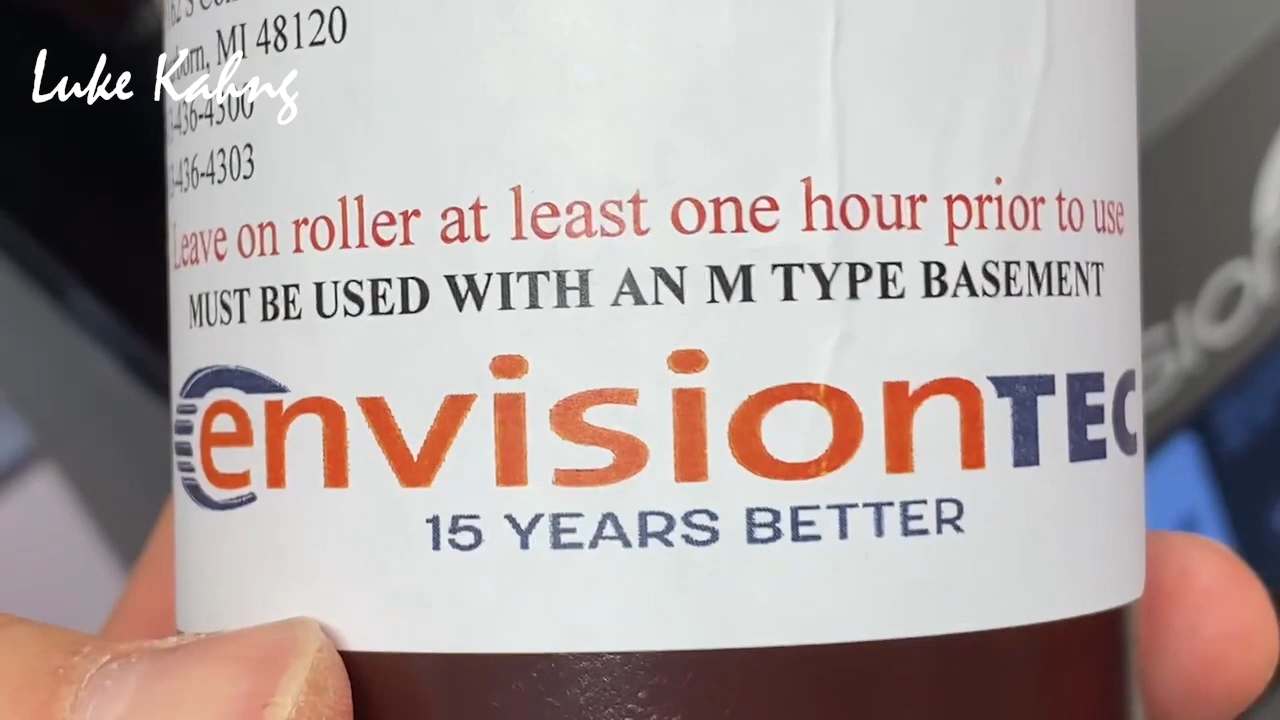 MI 48120
Luke Kahng
436-4300
436-4303
Leave on roller at least one hour prior to use
MUST BE USED WITH AN M TYPE BASEMENT
envisionTEC
15 YEARS BETTER